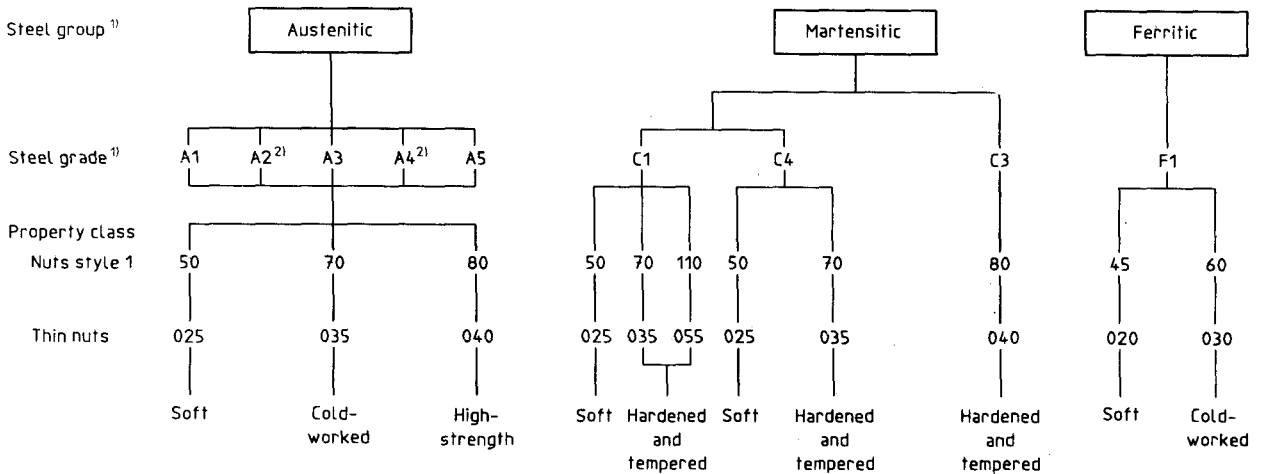 Steel group 1) Austenitic Martensitic Ferritic
Steel grade 1) A1 A2 2) A3 A4 2) A5 C1 C4 C3 F1
Property class
Nuts style 1 50 70 80 50 70 110 50 70 80 45 60
Thin nuts 025 035 040 025 035 055 025 035 040 020 030
Soft Cold- High- Soft Hardened Soft Hardened Hardened Soft Cold-
worked strength and and and worked
tempered tempered tempered